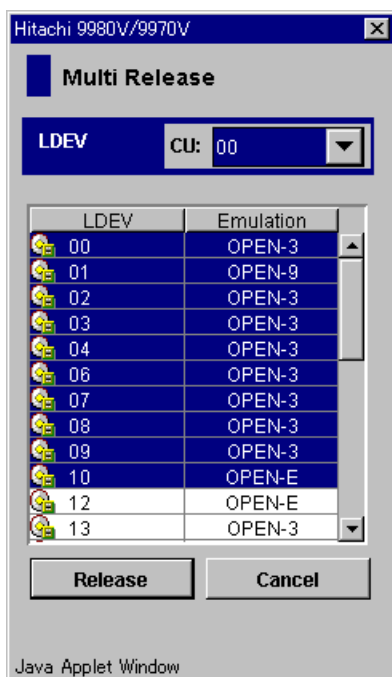 Hitachi 9980V/9970V
Multi Release
LDEV CU: 00
LDEV Emulation
00 OPEN-3
01 OPEN-9
02 OPEN-3
03 OPEN-3
04 OPEN-3
06 OPEN-3
07 OPEN-3
08 OPEN-3
09 OPEN-3
10 OPEN-E
12 OPEN-E
13 OPEN-3
Release Cancel
Java Applet Window